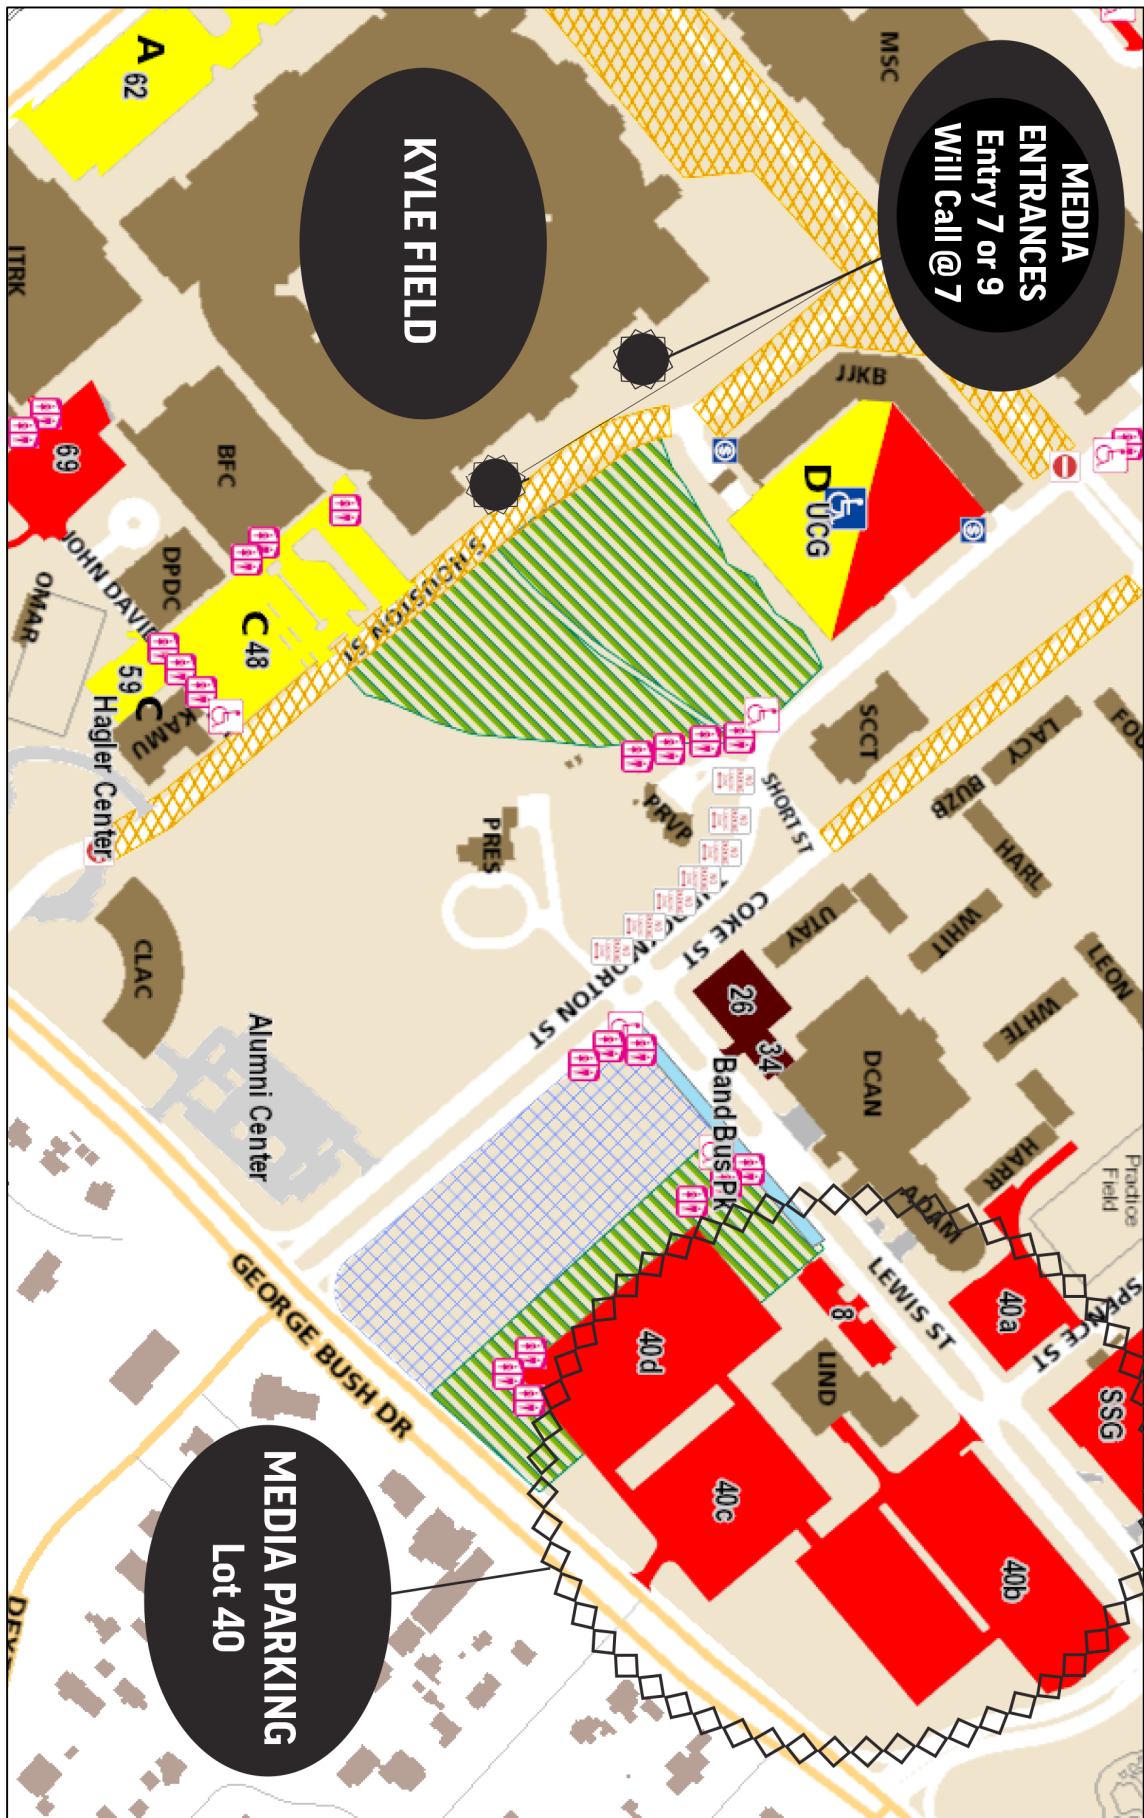 MSC
MEDIA
ENTRANCES
Entry 7 or 9
Will Call @ 7
A
62
KYLE FIELD
ITRK
JJKB
D
UCG
69
BFC
DPDC
JOHN DAVID
OMAR
C 48
59
C
KAMU
Hagler Center
S HOUSTON ST
SCCT
LACY
BUZB
HARL
SHORT ST
PRVP
PRES
COKE ST
UTAY
WHIT
LEON
WHTE
CLAC
Alumni Center
26
34
DCAN
Band Bus Pk
HARR
ADAM
Practice
Field
LEWIS ST
SPENCE ST
40a
8
LIND
SSG
40d
40c
40b
GEORGE BUSH DR
MEDIA PARKING
Lot 40